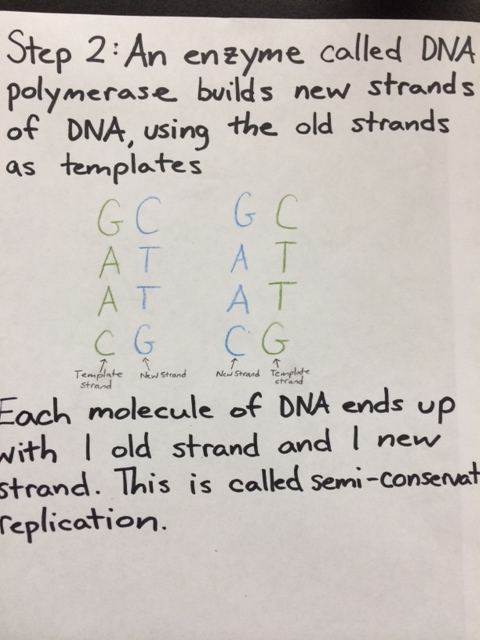 Step 2: An enzyme called DNA
polymerase builds new strands
of DNA, using the old strands
as templates
G C G C
A T A T
A T A T
C G C G
Template strand New Strand New Strand Template strand
Each molecule of DNA ends up
with 1 old strand and 1 new
strand. This is called semi-conservat
replication.